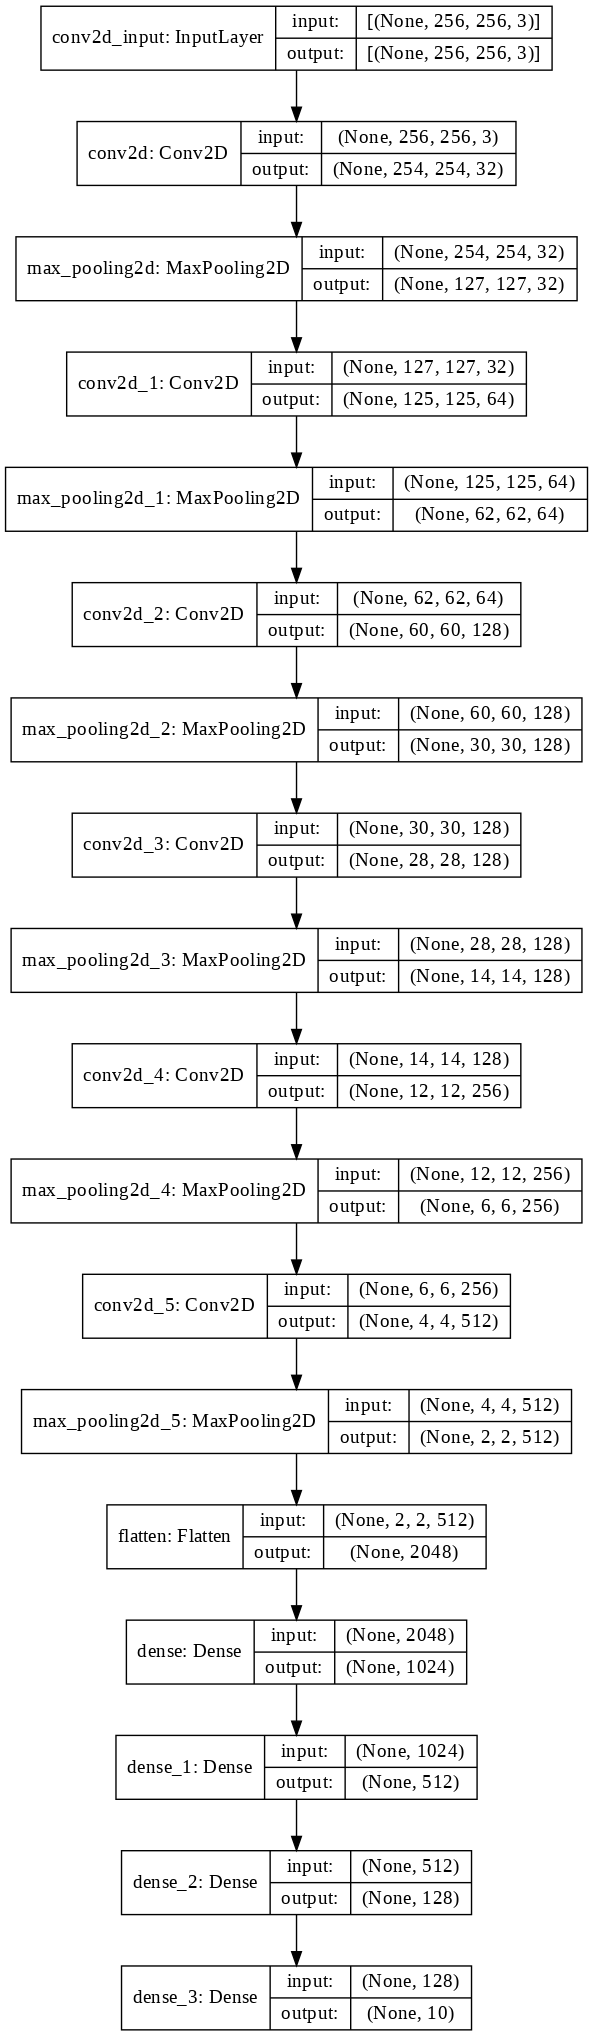 conv2d_input: InputLayer
input:
[(None, 256, 256, 3)]
output:
[(None, 256, 256, 3)]
conv2d: Conv2D
input:
(None, 256, 256, 3)
output:
(None, 254, 254, 32)
max_pooling2d: MaxPooling2D
input:
(None, 254, 254, 32)
output:
(None, 127, 127, 32)
conv2d_1: Conv2D
input:
(None, 127, 127, 32)
output:
(None, 125, 125, 64)
max_pooling2d_1: MaxPooling2D
input:
(None, 125, 125, 64)
output:
(None, 62, 62, 64)
conv2d_2: Conv2D
input:
(None, 62, 62, 64)
output:
(None, 60, 60, 128)
max_pooling2d_2: MaxPooling2D
input:
(None, 60, 60, 128)
output:
(None, 30, 30, 128)
conv2d_3: Conv2D
input:
(None, 30, 30, 128)
output:
(None, 28, 28, 128)
max_pooling2d_3: MaxPooling2D
input:
(None, 28, 28, 128)
output:
(None, 14, 14, 128)
conv2d_4: Conv2D
input:
(None, 14, 14, 128)
output:
(None, 12, 12, 256)
max_pooling2d_4: MaxPooling2D
input:
(None, 12, 12, 256)
output:
(None, 6, 6, 256)
conv2d_5: Conv2D
input:
(None, 6, 6, 256)
output:
(None, 4, 4, 512)
max_pooling2d_5: MaxPooling2D
input:
(None, 4, 4, 512)
output:
(None, 2, 2, 512)
flatten: Flatten
input:
(None, 2, 2, 512)
output:
(None, 2048)
dense: Dense
input:
(None, 2048)
output:
(None, 1024)
dense_1: Dense
input:
(None, 1024)
output:
(None, 512)
dense_2: Dense
input:
(None, 512)
output:
(None, 128)
dense_3: Dense
input:
(None, 128)
output:
(None, 10)